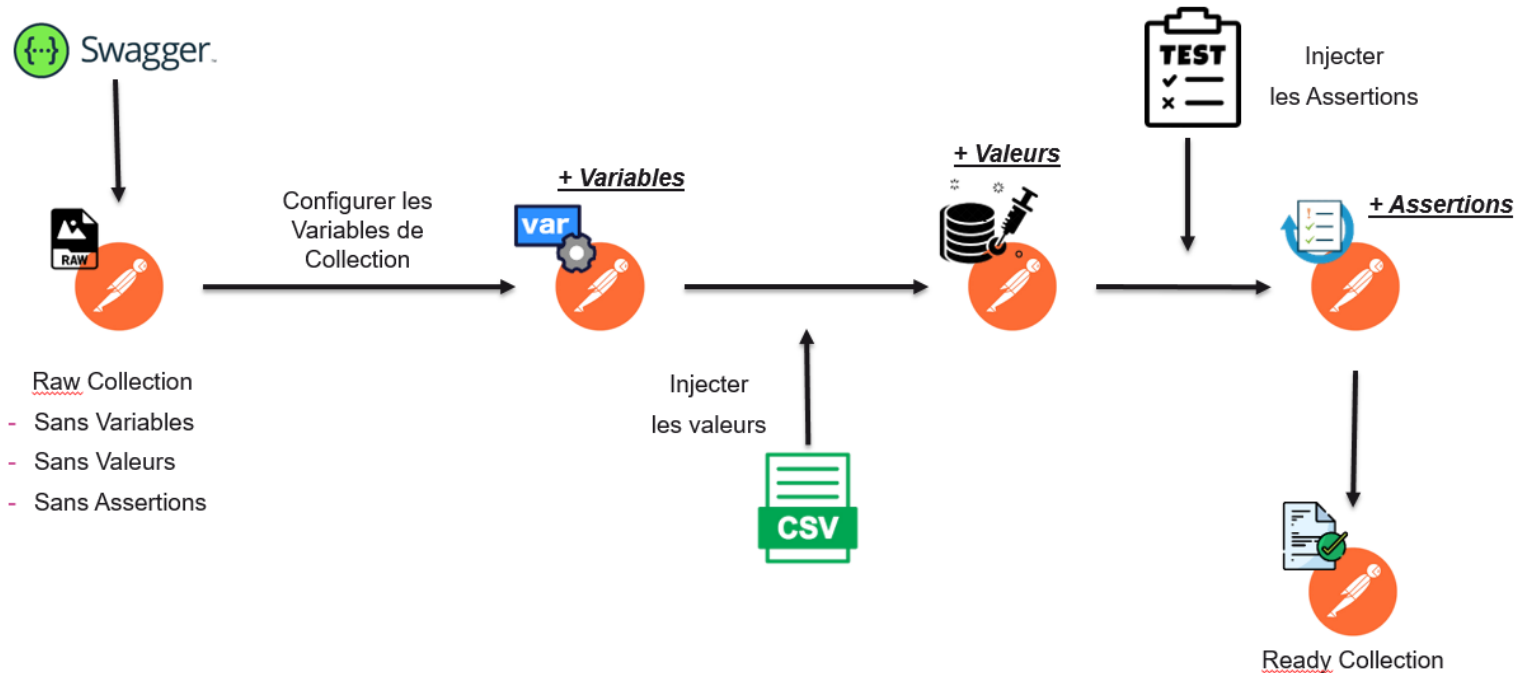 {...} Swagger
TEST
Injecter
les Assertions
+ Valeurs
+ Variables
Configurer les
Variables de
Collection
var
RAW
+ Assertions
Raw Collection
- Sans Variables
- Sans Valeurs
- Sans Assertions
Injecter
les valeurs
CSV
Ready Collection